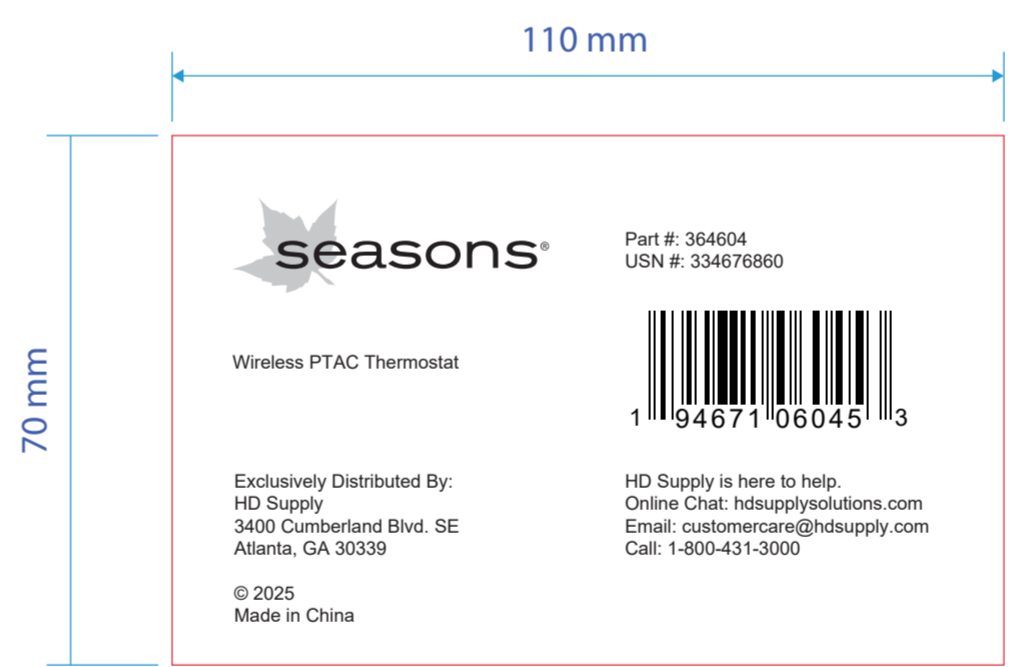 110 mm
70 mm
seasons®
Part #: 364604
USN #: 334676860
Wireless PTAC Thermostat
1 94671 06045 3
Exclusively Distributed By:
HD Supply
3400 Cumberland Blvd. SE
Atlanta, GA 30339
© 2025
Made in China
HD Supply is here to help.
Online Chat: hdsupplysolutions.com
Email: customercare@hdsupply.com
Call: 1-800-431-3000